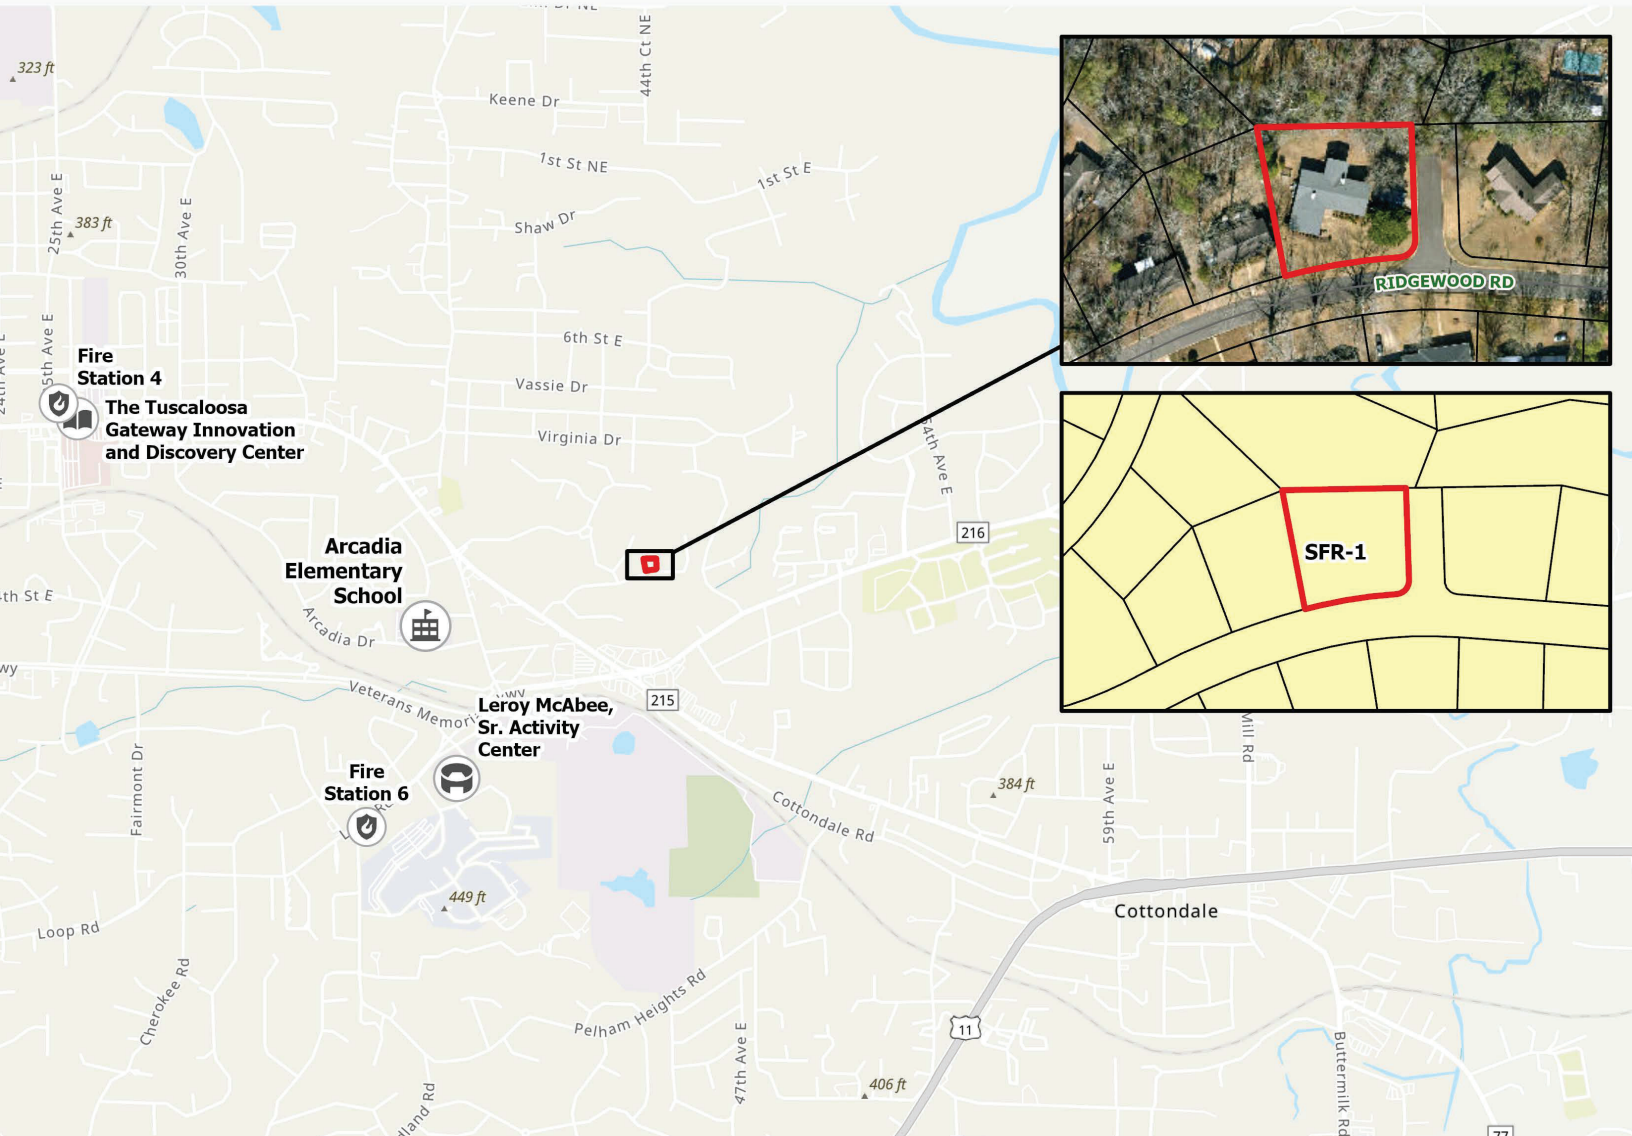 44th Ct NE
323 ft
Keene Dr
1st St NE
1st St E
25th Ave E
383 ft
30th Ave E
Shaw Dr
RIDGEWOOD RD
6th St E
Fire
Station 4
Vassie Dr
The Tuscaloosa
Gateway Innovation
and Discovery Center
Virginia Dr
216
Arcadia
Elementary
School
SFR-1
Arcadia Dr
215
Leroy McAbee,
Sr. Activity
Center
Fire
Station 6
Mill Rd
Fairmont Dr
384 ft
59th Ave E
Cottondale Rd
449 ft
Cottondale
Loop Rd
Cherokee Rd
Pelham Heights Rd
11
47th Ave E
406 ft
Buttermilk Rd
77